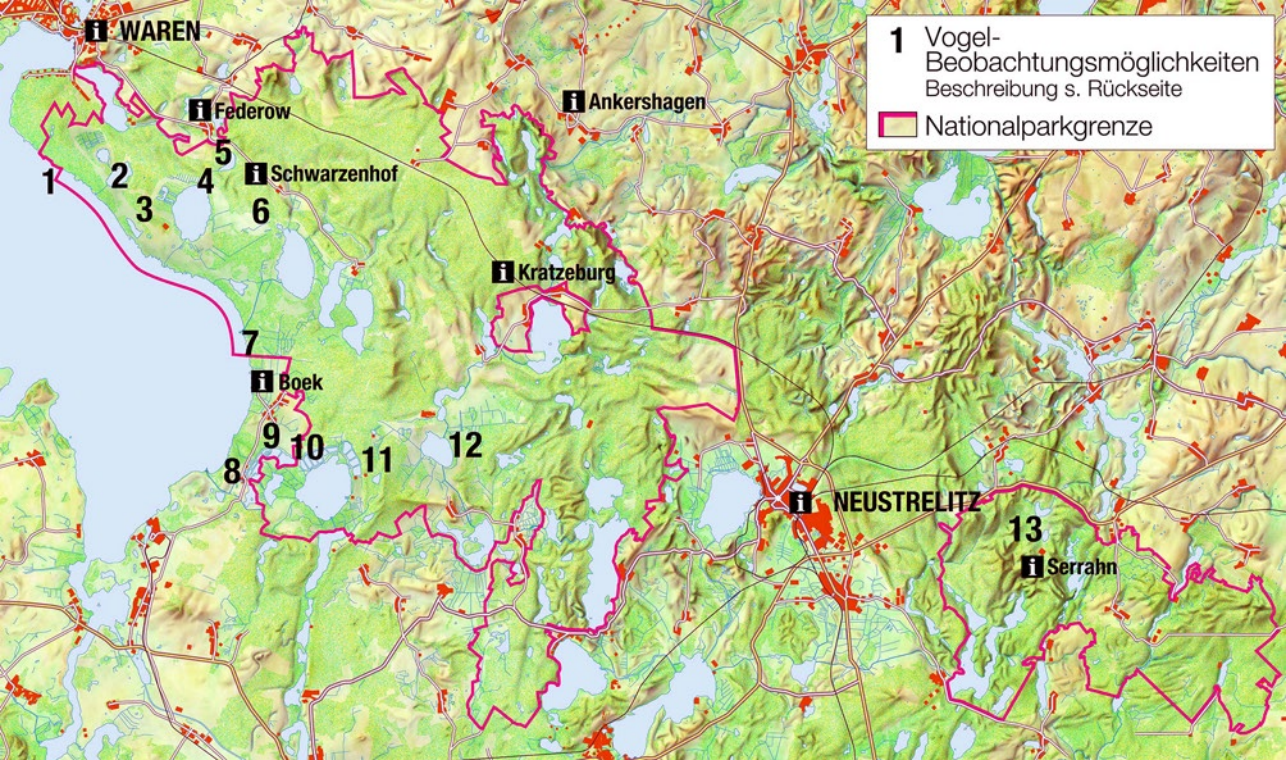 i WAREN
1 Vogel-
Beobachtungsmöglichkeiten
Beschreibung s. Rückseite
Nationalparkgrenze
i Federow
i Ankershagen
5
i Schwarzenhof
1
2
4
3
6
i Kratzeburg
7
i Boek
9
10
12
11
8
i NEUSTRELITZ
13
i Serrahn